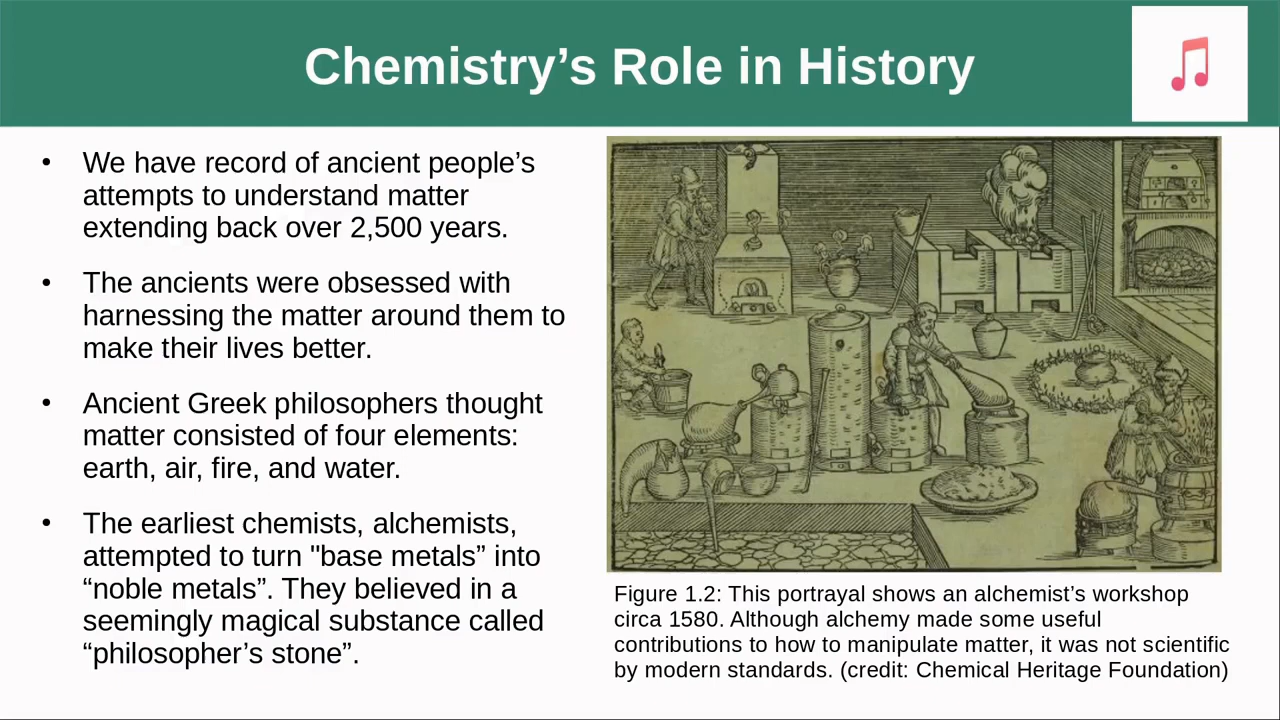 Chemistry’s Role in History
• We have record of ancient people’s
attempts to understand matter
extending back over 2,500 years.
• The ancients were obsessed with
harnessing the matter around them to
make their lives better.
• Ancient Greek philosophers thought
matter consisted of four elements:
earth, air, fire, and water.
• The earliest chemists, alchemists,
attempted to turn "base metals” into
“noble metals”. They believed in a
seemingly magical substance called
“philosopher’s stone”.
Figure 1.2: This portrayal shows an alchemist’s workshop
circa 1580. Although alchemy made some useful
contributions to how to manipulate matter, it was not scientific
by modern standards. (credit: Chemical Heritage Foundation)